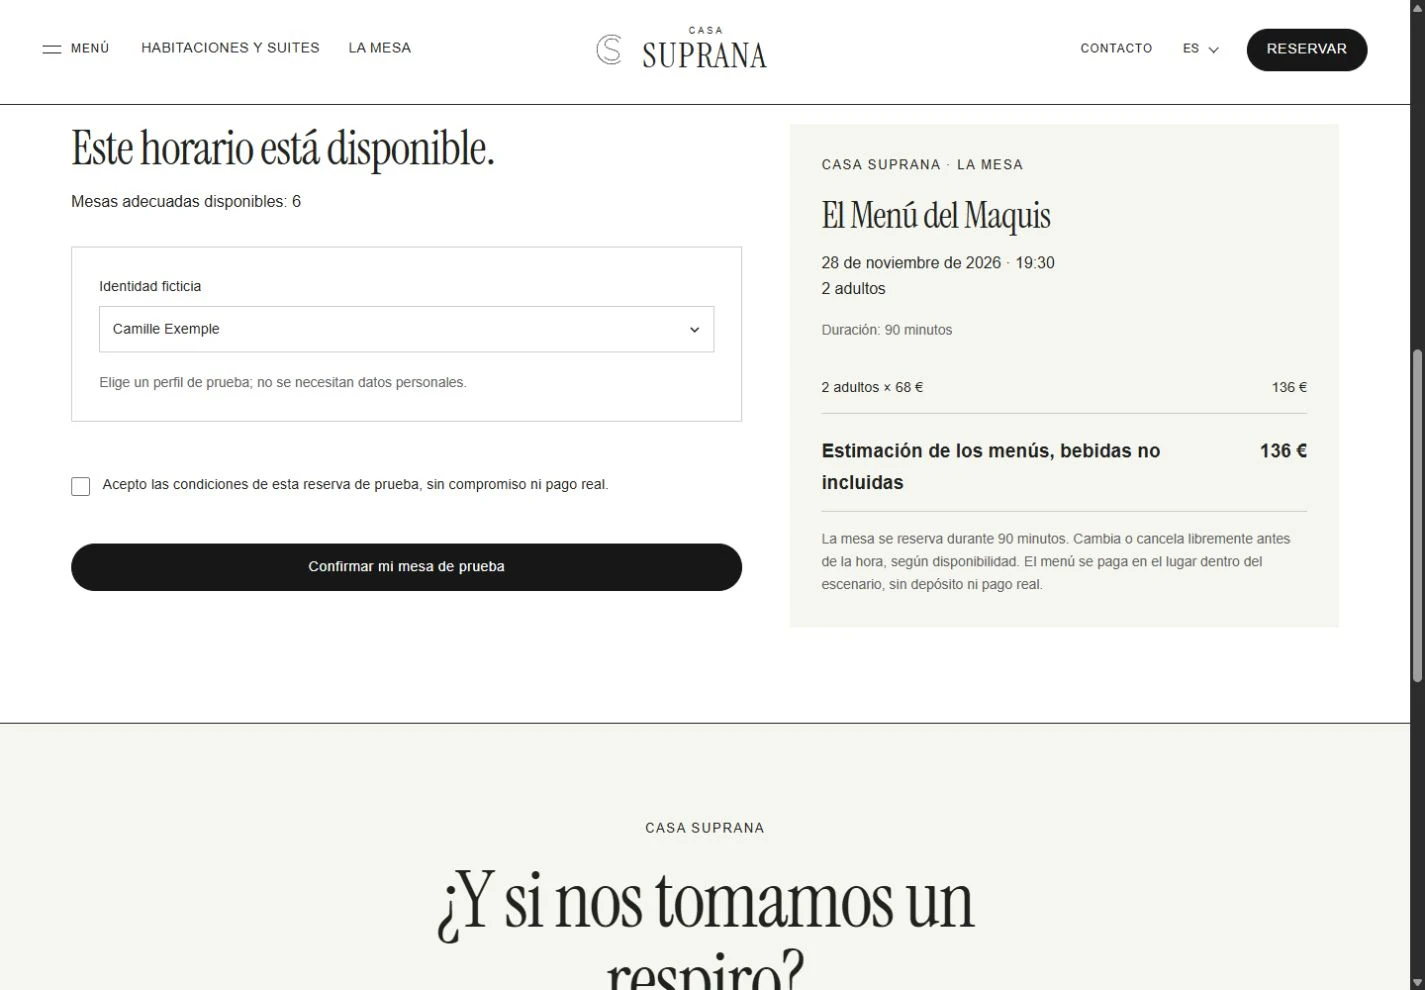 MENÚ
HABITACIONES Y SUITES
LA MESA
CASA
SUPRANA
CONTACTO
ES
RESERVAR
Este horario está disponible.
Mesas adecuadas disponibles: 6
Identidad ficticia
Camille Exemple
Elige un perfil de prueba; no se necesitan datos personales.
Acepto las condiciones de esta reserva de prueba, sin compromiso ni pago real.
Confirmar mi mesa de prueba
CASA SUPRANA · LA MESA
El Menú del Maquis
28 de noviembre de 2026 · 19:30
2 adultos
Duración: 90 minutos
2 adultos × 68 € 136 €
Estimación de los menús, bebidas no 136 €
incluidas
La mesa se reserva durante 90 minutos. Cambia o cancela libremente antes
de la hora, según disponibilidad. El menú se paga en el lugar dentro del
escenario, sin depósito ni pago real.
CASA SUPRANA
¿Y si nos tomamos un
respiro?